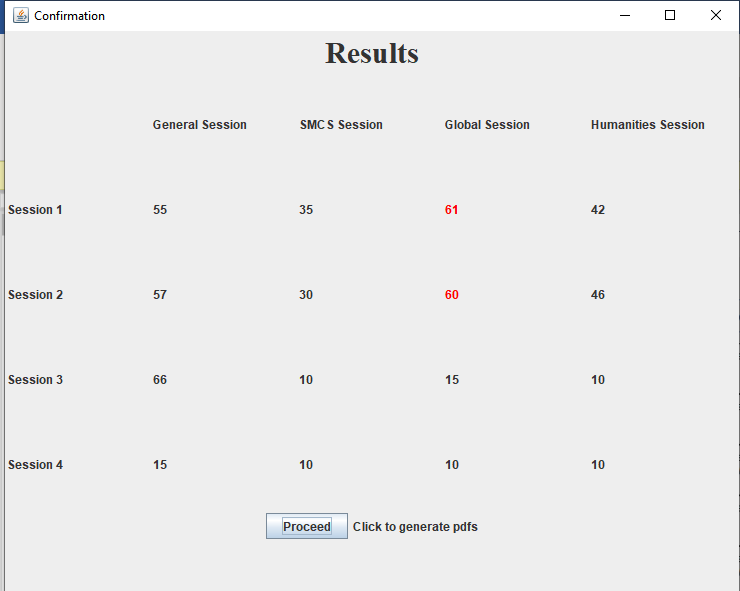 Confirmation
Results
General Session SMCS Session Global Session Humanities Session
Session 1 55 35 61 42
Session 2 57 30 60 46
Session 3 66 10 15 10
Session 4 15 10 10 10
Proceed Click to generate pdfs